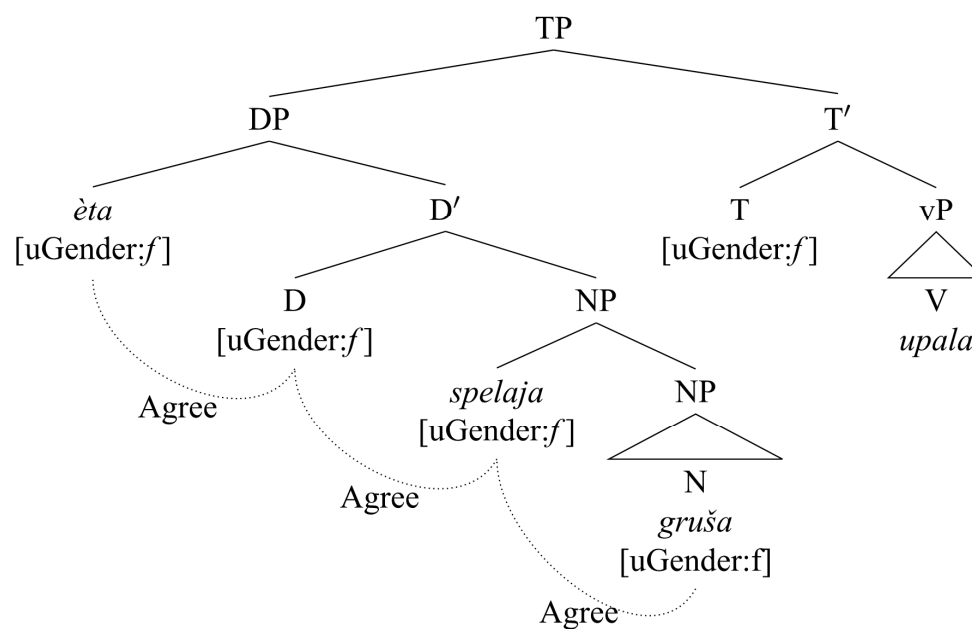 TP
DP T′
èta D′ T vP
[uGender:f] [uGender:f]
D NP V
[uGender:f] upala
spelaja NP
Agree [uGender:f]
N
Agree gruša
[uGender:f]
Agree